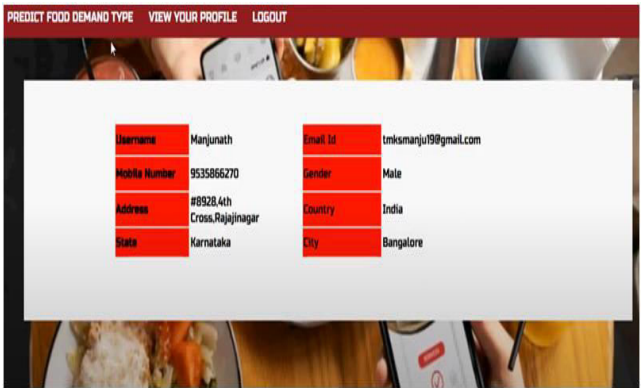 PREDICT FOOD DEMAND TYPE VIEW YOUR PROFILE LOGOUT
Username Manjunath Email Id tmksmanju19@gmail.com
Mobile Number 9535866270 Gender Male
Address #8928,4th Cross,Rajajinagar Country India
State Karnataka City Bangalore